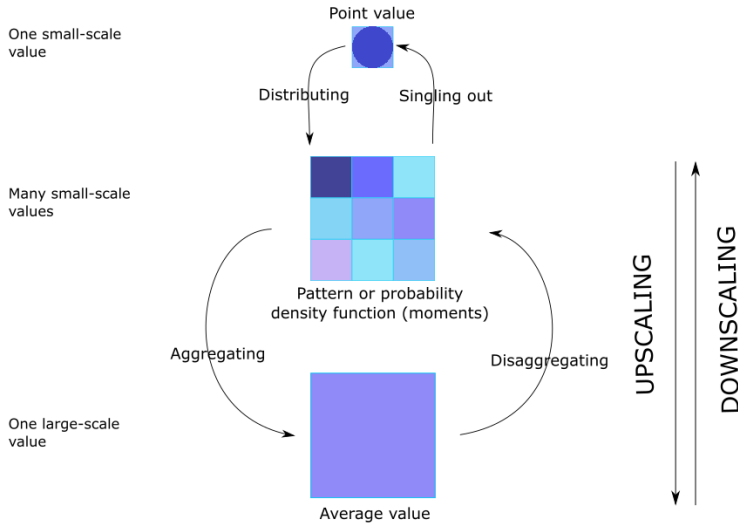 Point value
One small-scale
value
Distributing
Singling out
Many small-scale
values
Pattern or probability
density function (moments)
Aggregating
Disaggregating
One large-scale
value
Average value
UPSCALING
DOWNSCALING